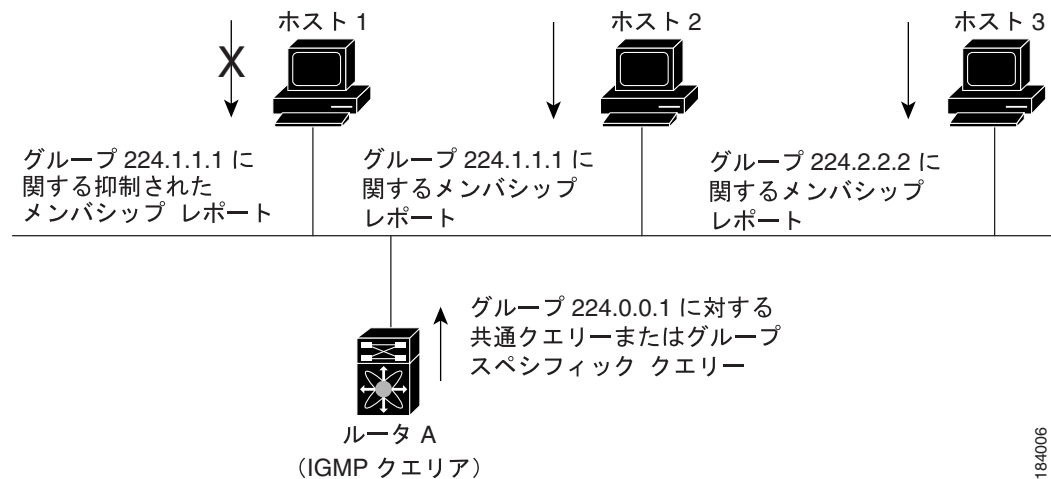 ホスト 1
ホスト 2
ホスト 3
X
グループ 224.1.1.1 に
関する抑制された
メンバシップ レポート
グループ 224.1.1.1 に
関するメンバシップ
レポート
グループ 224.2.2.2 に
関するメンバシップ
レポート
グループ 224.0.0.1 に対する
共通クエリーまたはグループ
スペシフィック クエリー
ルータ A
（IGMP クエリア）
184006